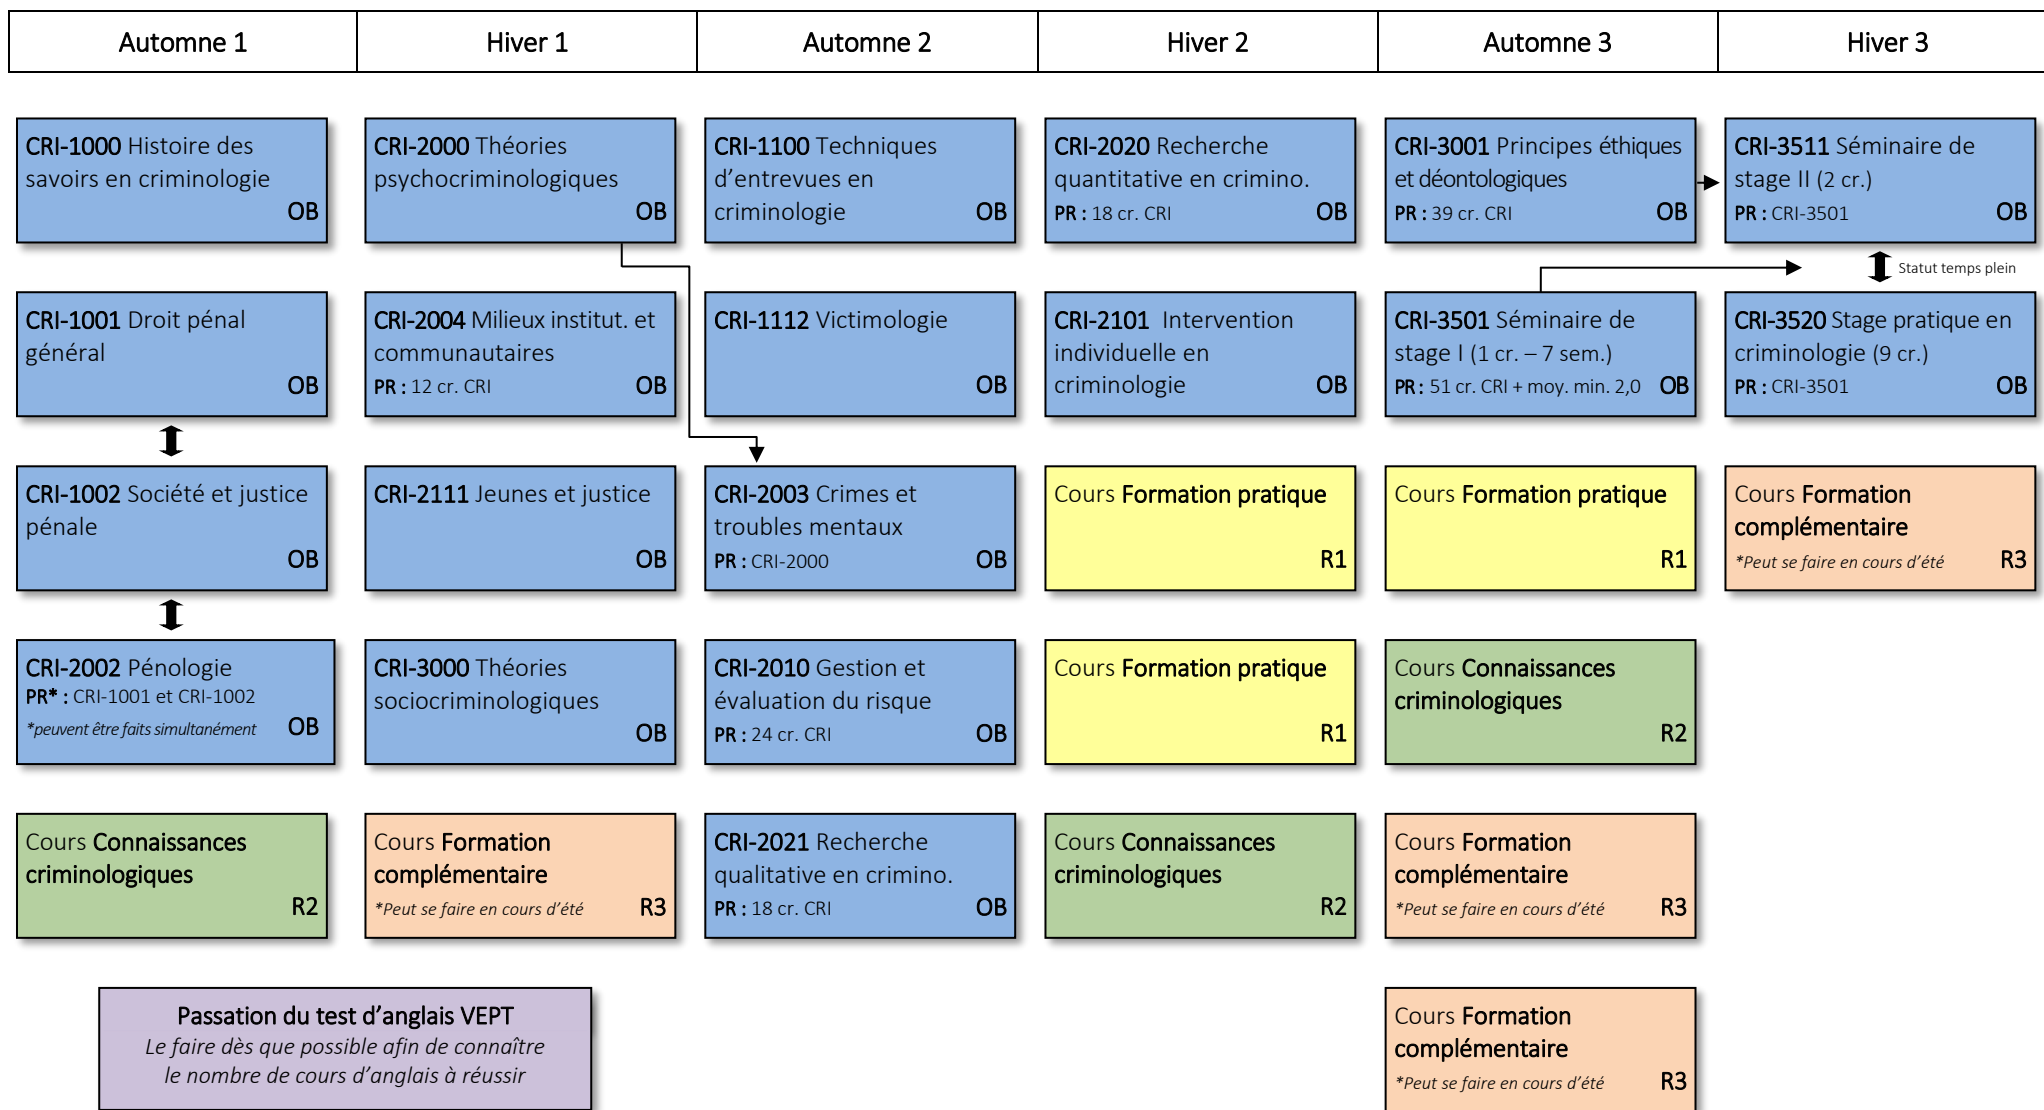 Automne 1
Hiver 1
Automne 2
Hiver 2
Automne 3
Hiver 3
CRI-1000 Histoire des
savoirs en criminologie
OB
CRI-2000 Théories
psychocriminologiques
OB
CRI-1100 Techniques
d’entrevues en
criminologie OB
CRI-2020 Recherche
quantitative en crimino.
PR : 18 cr. CRI OB
CRI-3001 Principes éthiques
et déontologiques
PR : 39 cr. CRI OB
CRI-3511 Séminaire de
stage II (2 cr.)
PR : CRI-3501 OB
Statut temps plein
CRI-1001 Droit pénal
général
OB
CRI-2004 Milieux institut. et
communautaires
PR : 12 cr. CRI OB
CRI-1112 Victimologie
OB
CRI-2101 Intervention
individuelle en
criminologie OB
CRI-3501 Séminaire de
stage I (1 cr. – 7 sem.)
PR : 51 cr. CRI + moy. min. 2,0 OB
CRI-3520 Stage pratique en
criminologie (9 cr.)
PR : CRI-3501 OB
CRI-1002 Société et justice
pénale
OB
CRI-2111 Jeunes et justice
OB
CRI-2003 Crimes et
troubles mentaux
PR : CRI-2000 OB
Cours Formation pratique
R1
Cours Formation pratique
R1
Cours Formation
complémentaire
*Peut se faire en cours d’été R3
CRI-2002 Pénologie
PR* : CRI-1001 et CRI-1002
*peuvent être faits simultanément OB
CRI-3000 Théories
sociocriminologiques
OB
CRI-2010 Gestion et
évaluation du risque
PR : 24 cr. CRI OB
Cours Formation pratique
R1
Cours Connaissances
criminologiques
R2
Cours Connaissances
criminologiques
R2
Cours Formation
complémentaire
*Peut se faire en cours d’été R3
CRI-2021 Recherche
qualitative en crimino.
PR : 18 cr. CRI OB
Cours Connaissances
criminologiques
R2
Cours Formation
complémentaire
*Peut se faire en cours d’été R3
Passation du test d’anglais VEPT
Le faire dès que possible afin de connaître
le nombre de cours d’anglais à réussir
Cours Formation
complémentaire
*Peut se faire en cours d’été R3